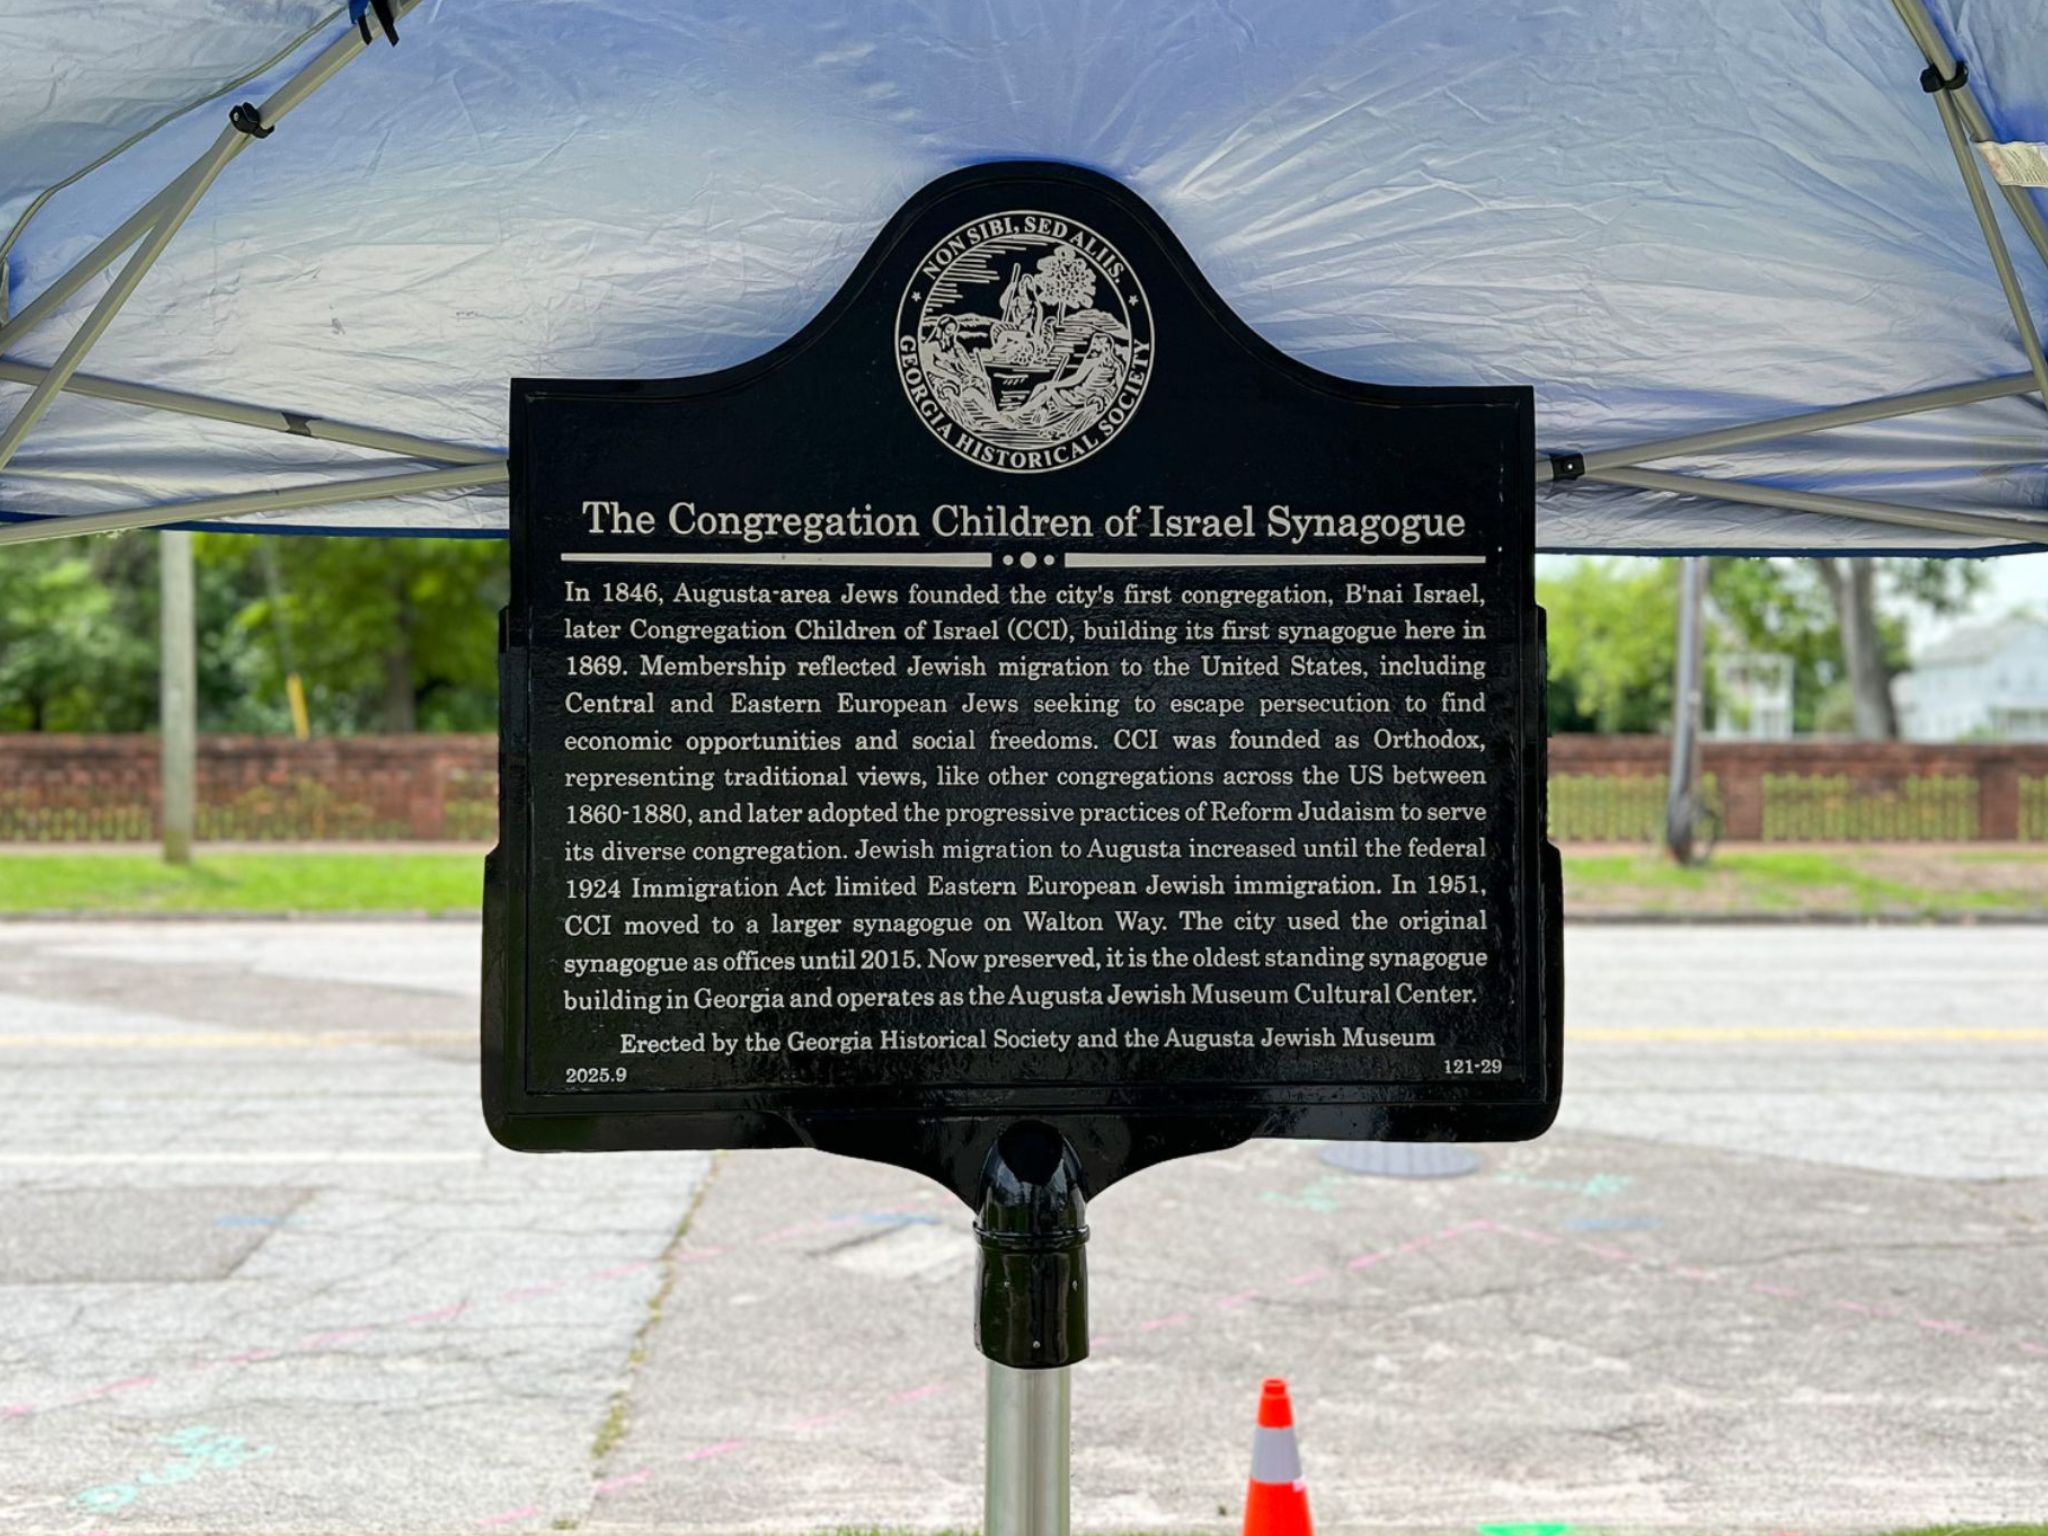 NON SIBI, SED ALIIS.
GEORGIA HISTORICAL SOCIETY
The Congregation Children of Israel Synagogue
In 1846, Augusta-area Jews founded the city's first congregation, B'nai Israel,
later Congregation Children of Israel (CCI), building its first synagogue here in
1869. Membership reflected Jewish migration to the United States, including
Central and Eastern European Jews seeking to escape persecution to find
economic opportunities and social freedoms. CCI was founded as Orthodox,
representing traditional views, like other congregations across the US between
1860-1880, and later adopted the progressive practices of Reform Judaism to serve
its diverse congregation. Jewish migration to Augusta increased until the federal
1924 Immigration Act limited Eastern European Jewish immigration. In 1951,
CCI moved to a larger synagogue on Walton Way. The city used the original
synagogue as offices until 2015. Now preserved, it is the oldest standing synagogue
building in Georgia and operates as the Augusta Jewish Museum Cultural Center.
Erected by the Georgia Historical Society and the Augusta Jewish Museum
2025.9 121-29